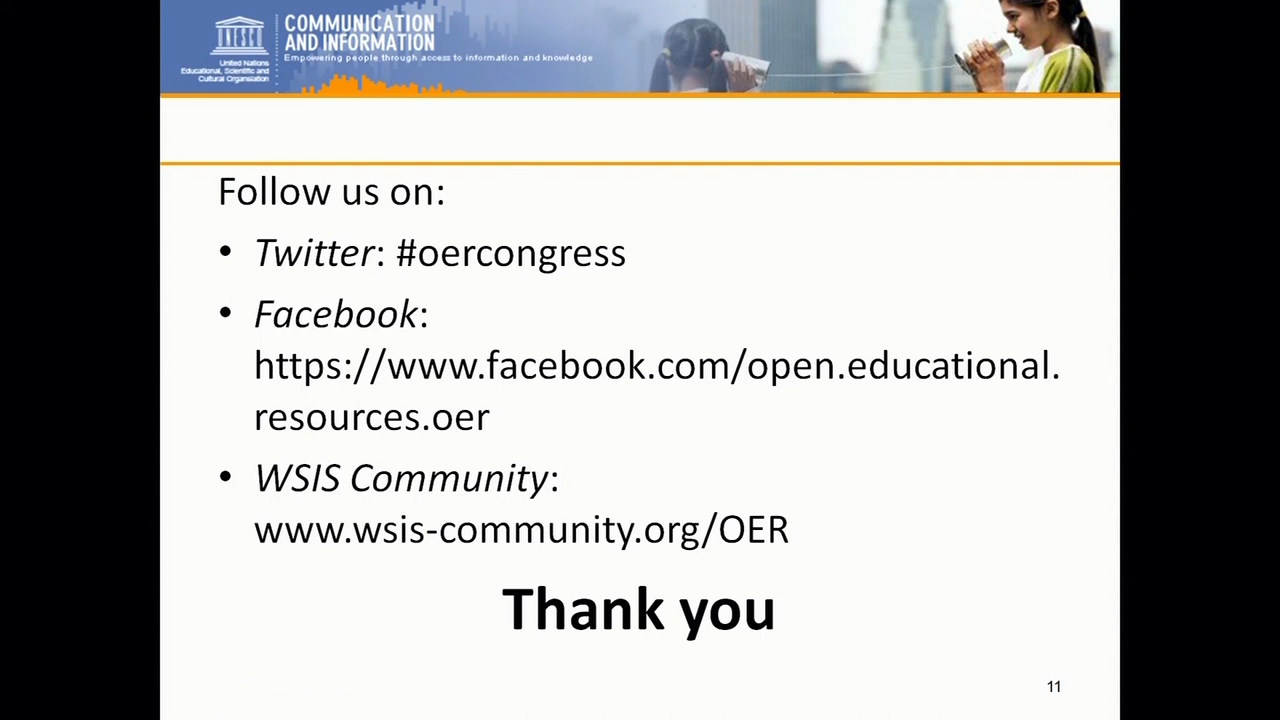 UNESCO
United Nations
Educational, Scientific and
Cultural Organisation
COMMUNICATION
AND INFORMATION
Empowering people through access to information and knowledge
Follow us on:
• Twitter: #oercongress
• Facebook:
https://www.facebook.com/open.educational.
resources.oer
• WSIS Community:
www.wsis-community.org/OER
Thank you
11